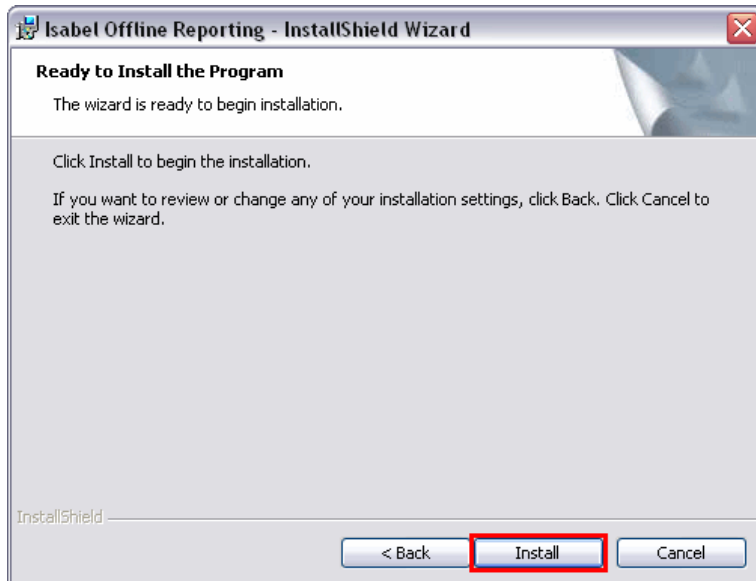 Isabel Offline Reporting - InstallShield Wizard
Ready to Install the Program
The wizard is ready to begin installation.
Click Install to begin the installation.
If you want to review or change any of your installation settings, click Back. Click Cancel to
exit the wizard.
InstallShield
< Back Install Cancel